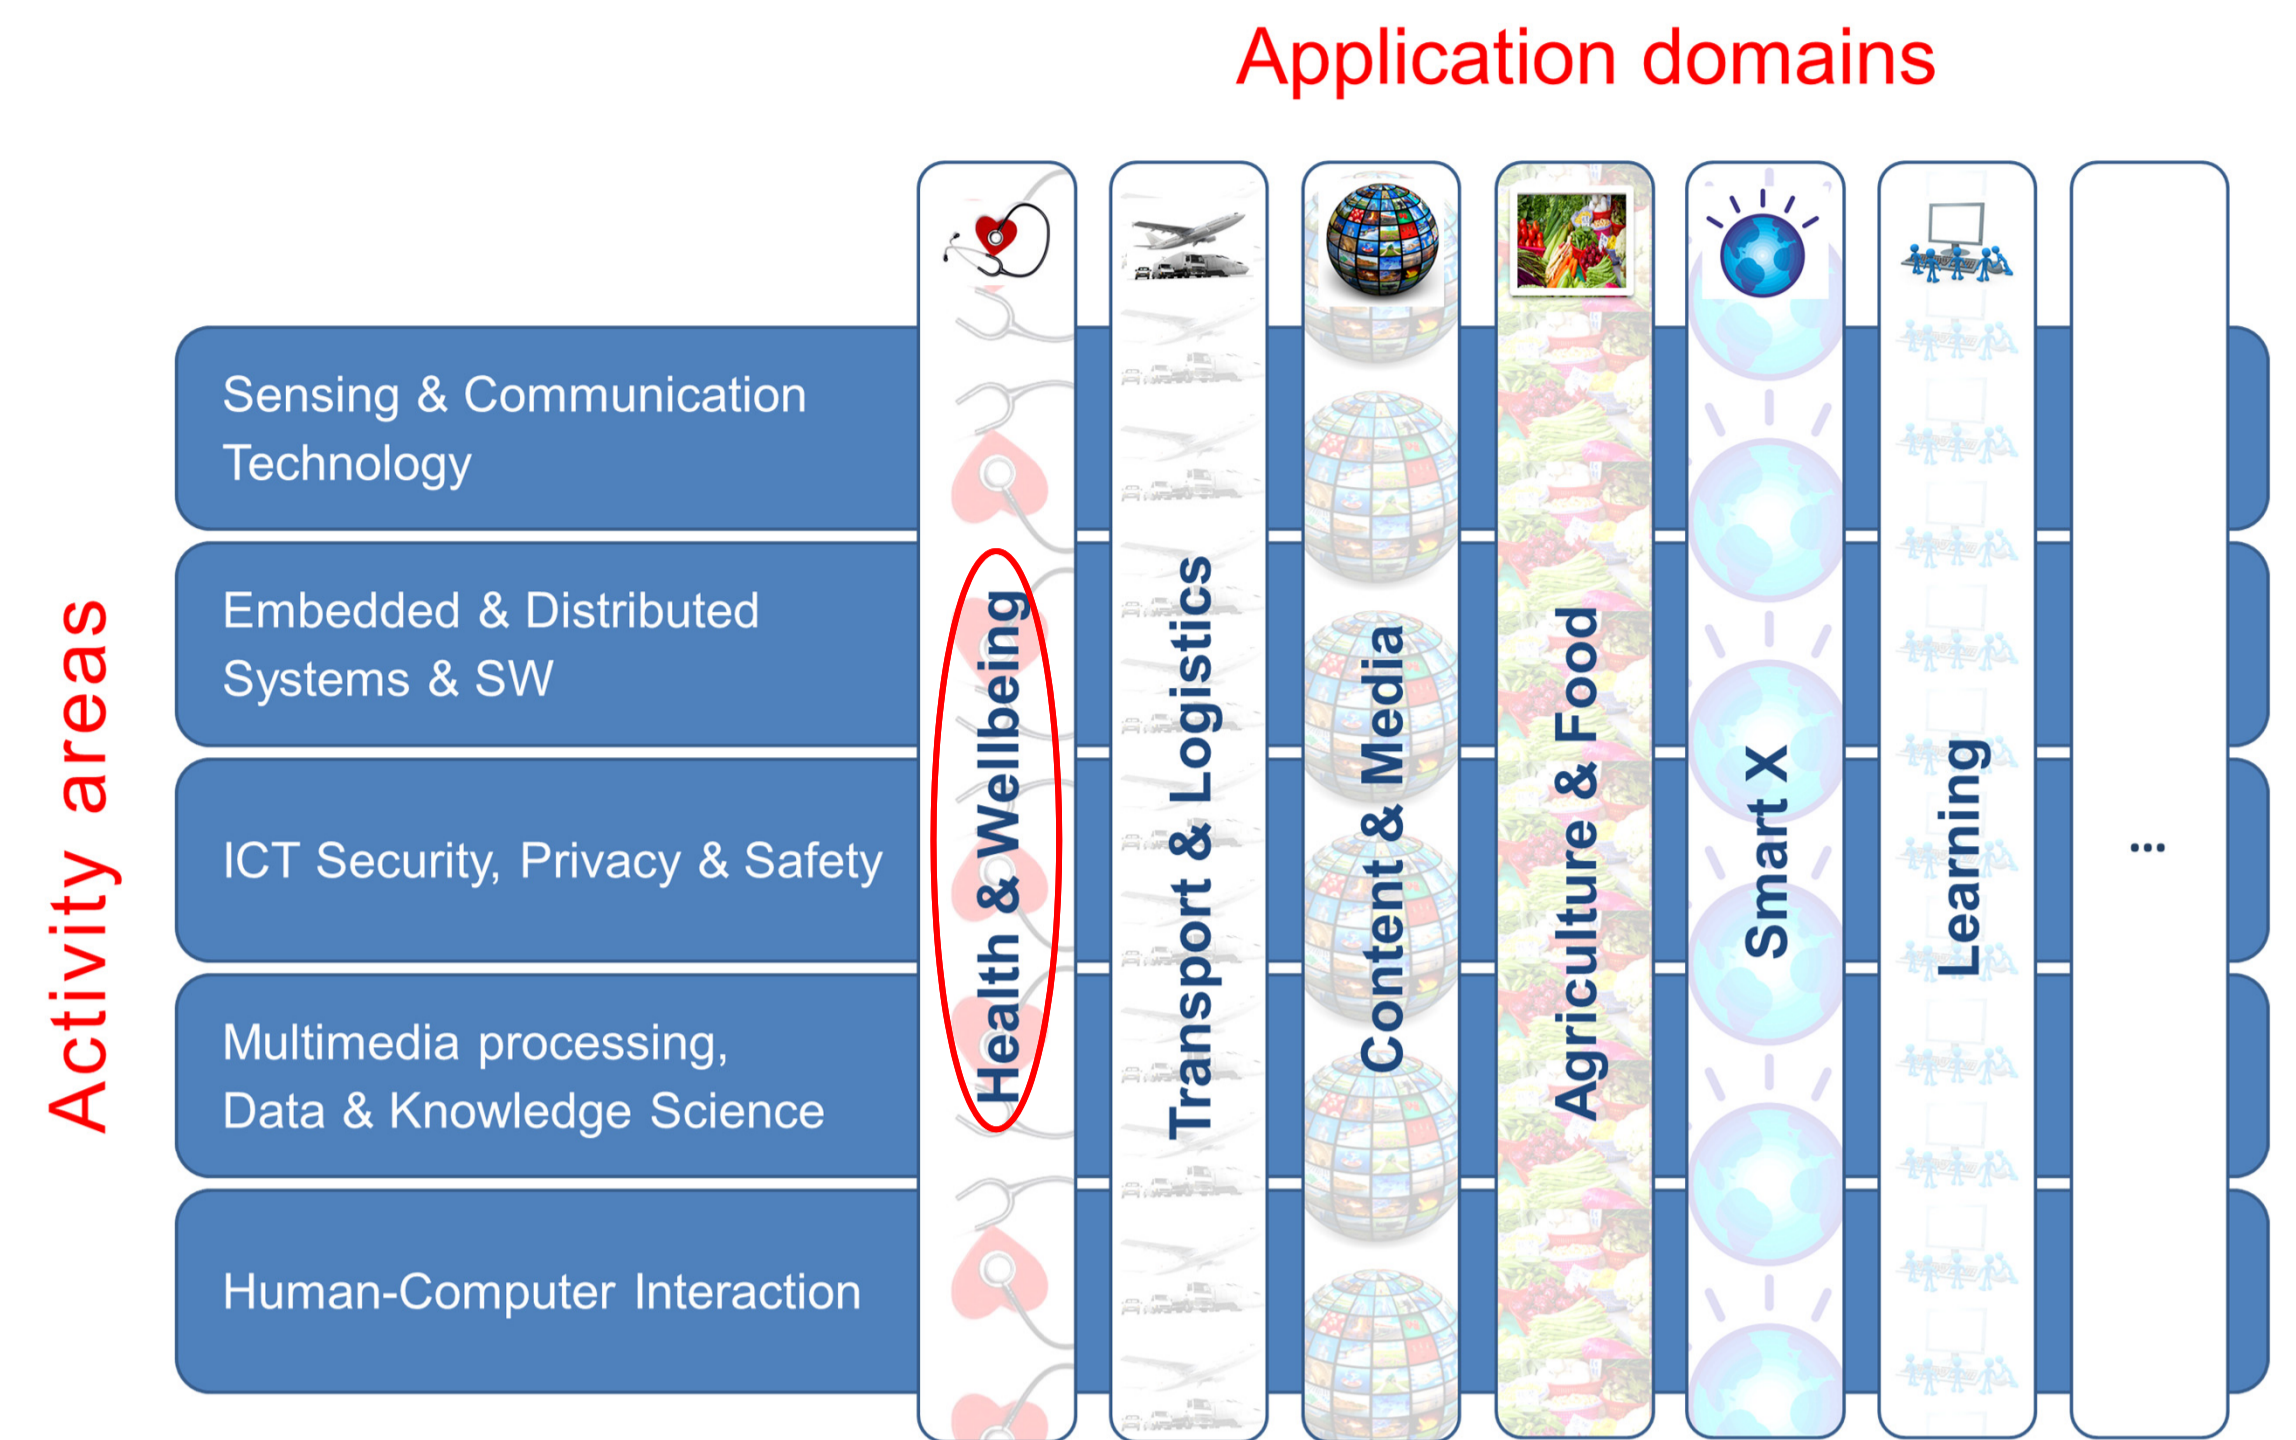 Application domains
Activity areas
Sensing & Communication
Technology
Embedded & Distributed
Systems & SW
ICT Security, Privacy & Safety
Multimedia processing,
Data & Knowledge Science
Human-Computer Interaction
Health & Wellbeing
Transport & Logistics
Content & Media
Agriculture & Food
Smart X
Learning
...